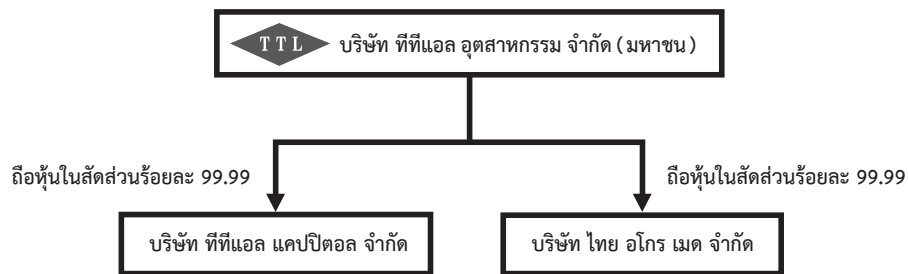 TTL บริษัท ทีทีแอล อุตสาหกรรม จำกัด (มหาชน)
ถือหุ้นในสัดส่วนร้อยละ 99.99 ถือหุ้นในสัดส่วนร้อยละ 99.99
บริษัท ทีทีแอล แคปปิตอล จำกัด บริษัท ไทย อโกร เมด จำกัด